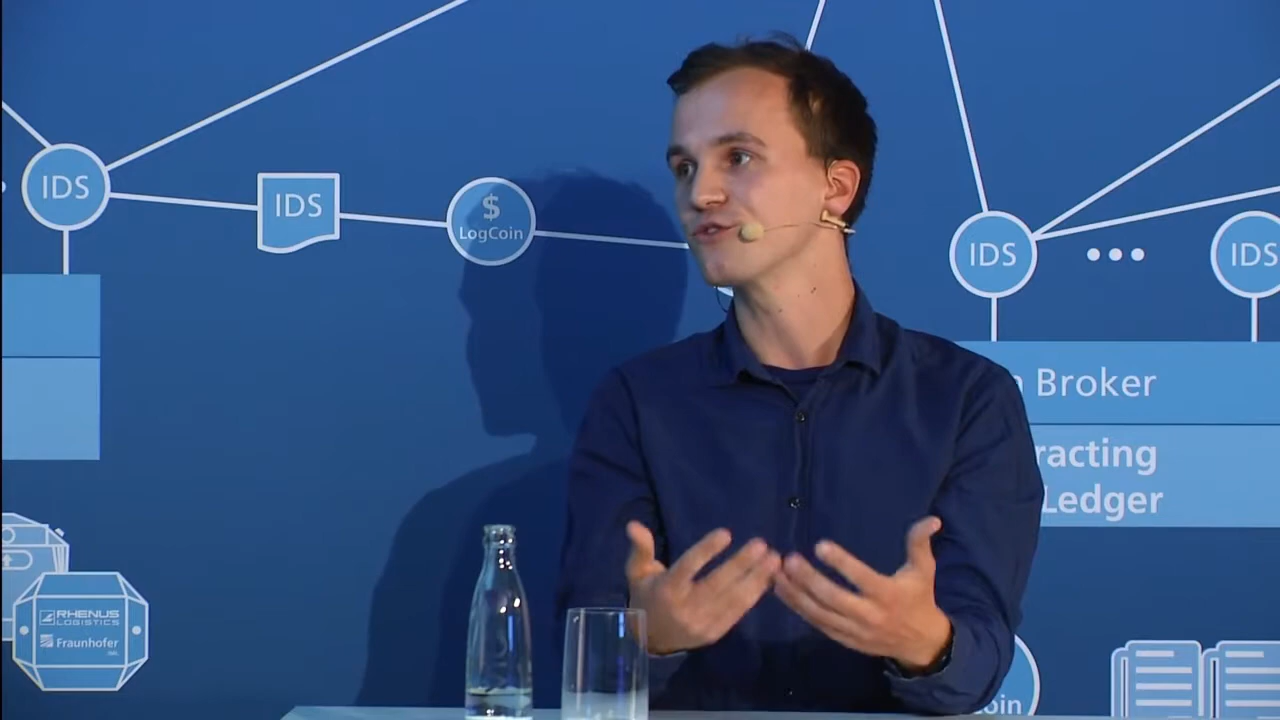 IDS
IDS
$
LogCoin
IDS
IDS
Broker
racting
Ledger
RHENUS
LOGISTICS
Fraunhofer
oin